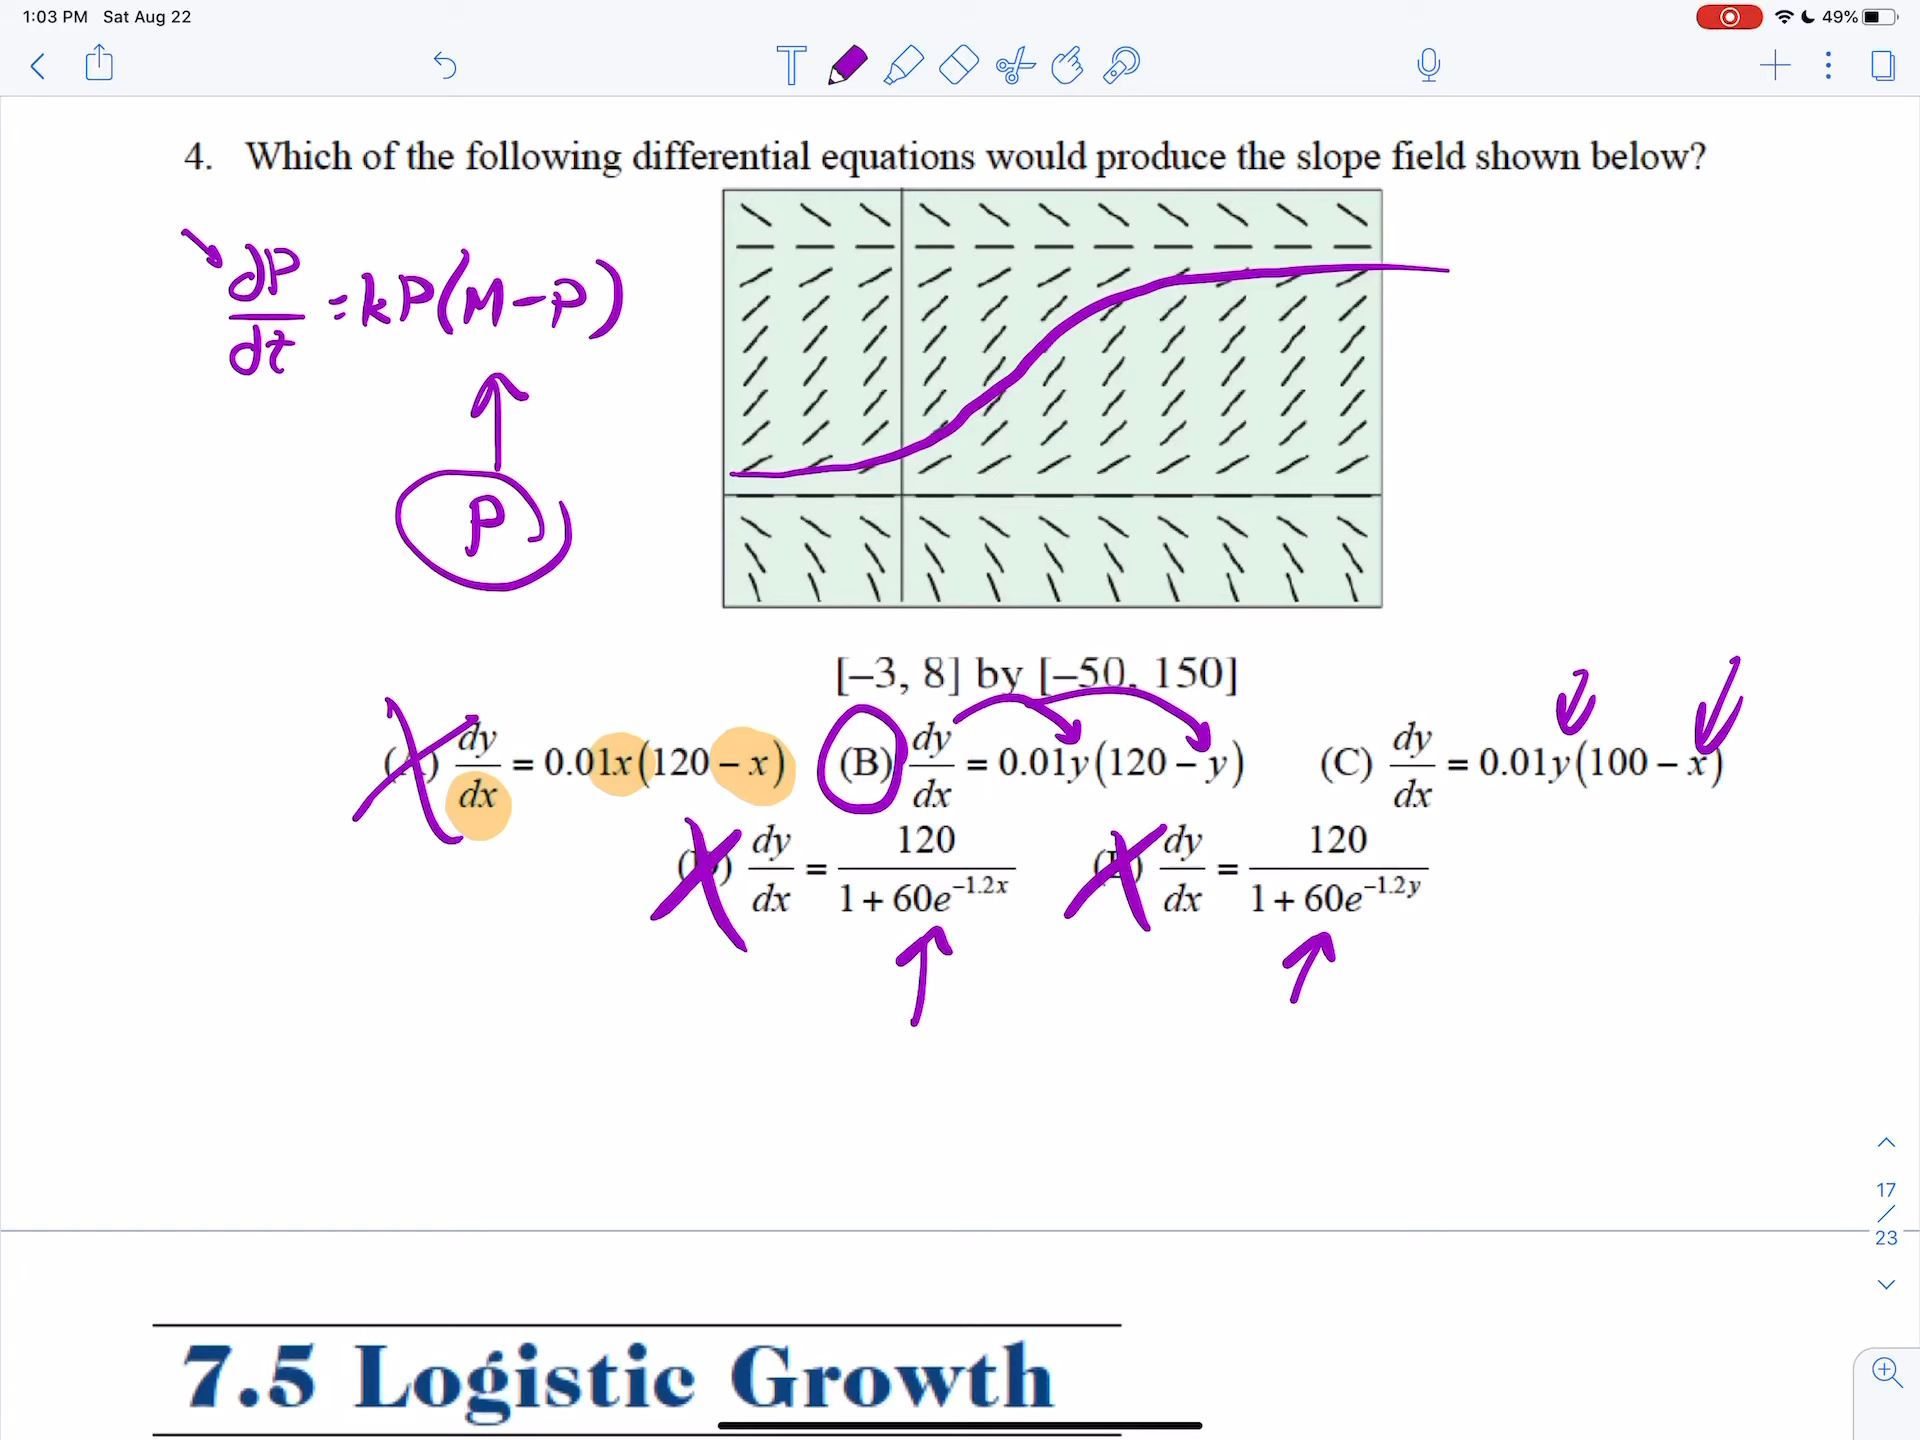 1:03 PM Sat Aug 22
49%
4. Which of the following differential equations would produce the slope field shown below?
dP/dt = kP(M-P)
P
[–3, 8] by [–50, 150]
(A) dy/dx = 0.01x(120 – x) (B) dy/dx = 0.01y(120 – y) (C) dy/dx = 0.01y(100 – x)
(D) dy/dx = 120/(1 + 60e^{–1.2x}) (E) dy/dx = 120/(1 + 60e^{–1.2y})
17
/
23
7.5 Logistic Growth